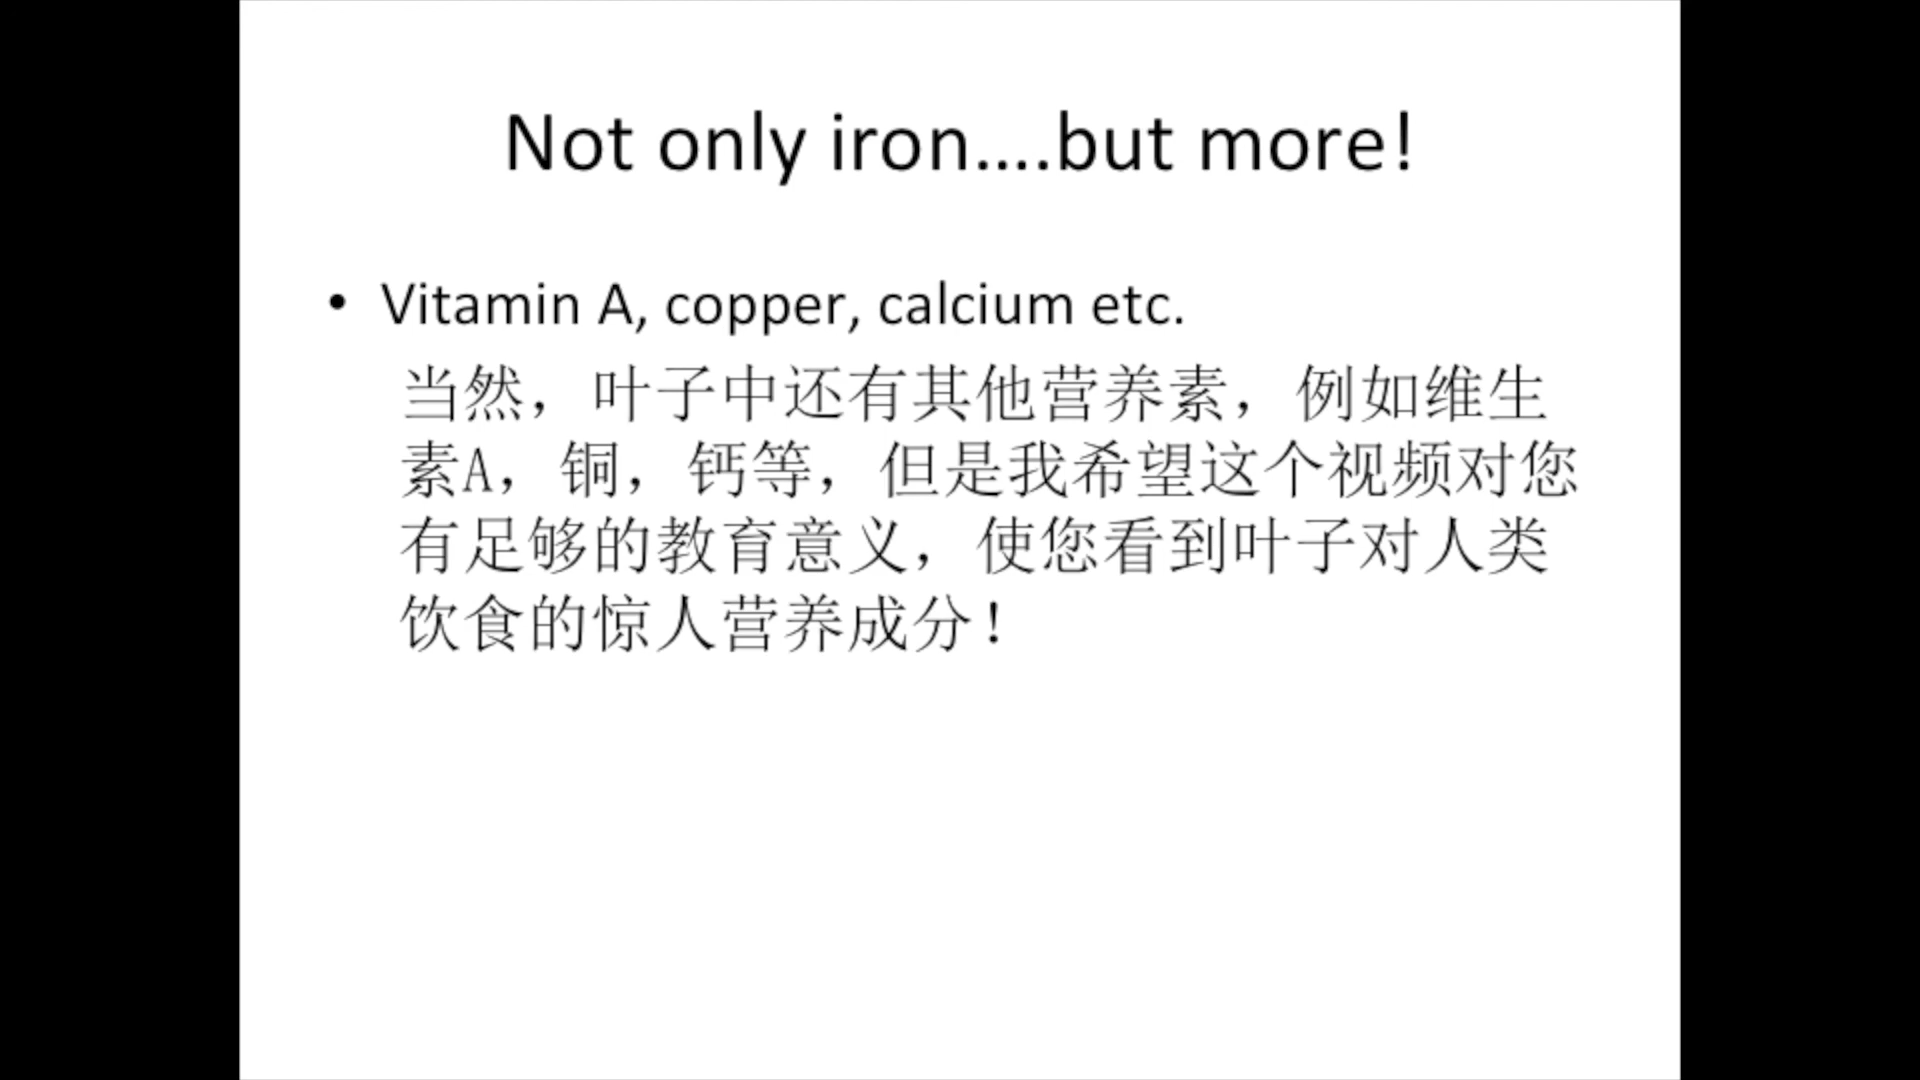 Not only iron....but more!
• Vitamin A, copper, calcium etc.
当然，叶子中还有其他营养素，例如维生
素A，铜，钙等，但是我希望这个视频对您
有足够的教育意义，使您看到叶子对人类
饮食的惊人营养成分！